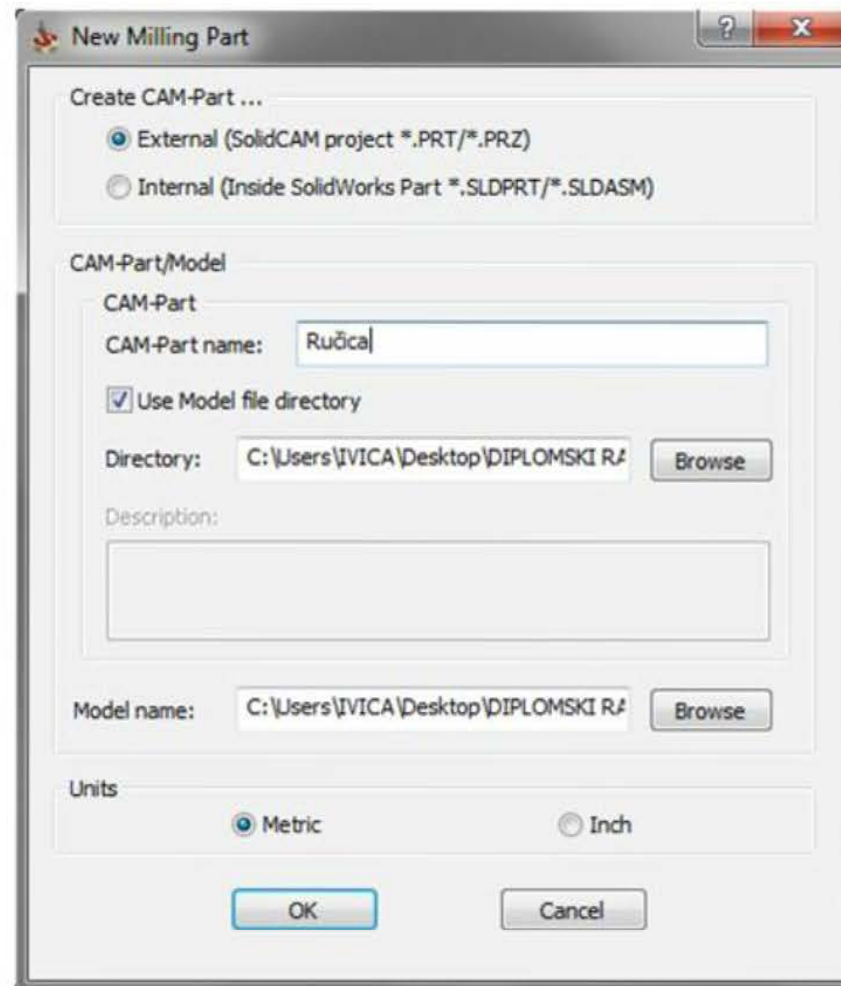 New Milling Part
Create CAM-Part ...
External (SolidCAM project *.PRT/*.PRZ)
Internal (Inside SolidWorks Part *.SLDPRT/*.SLDASM)
CAM-Part/Model
CAM-Part
CAM-Part name: Ručica
Use Model file directory
Directory: C:\Users\IVICA\Desktop\DIPLOMSKI RA Browse
Description:
Model name: C:\Users\IVICA\Desktop\DIPLOMSKI RA Browse
Units
Metric Inch
OK Cancel